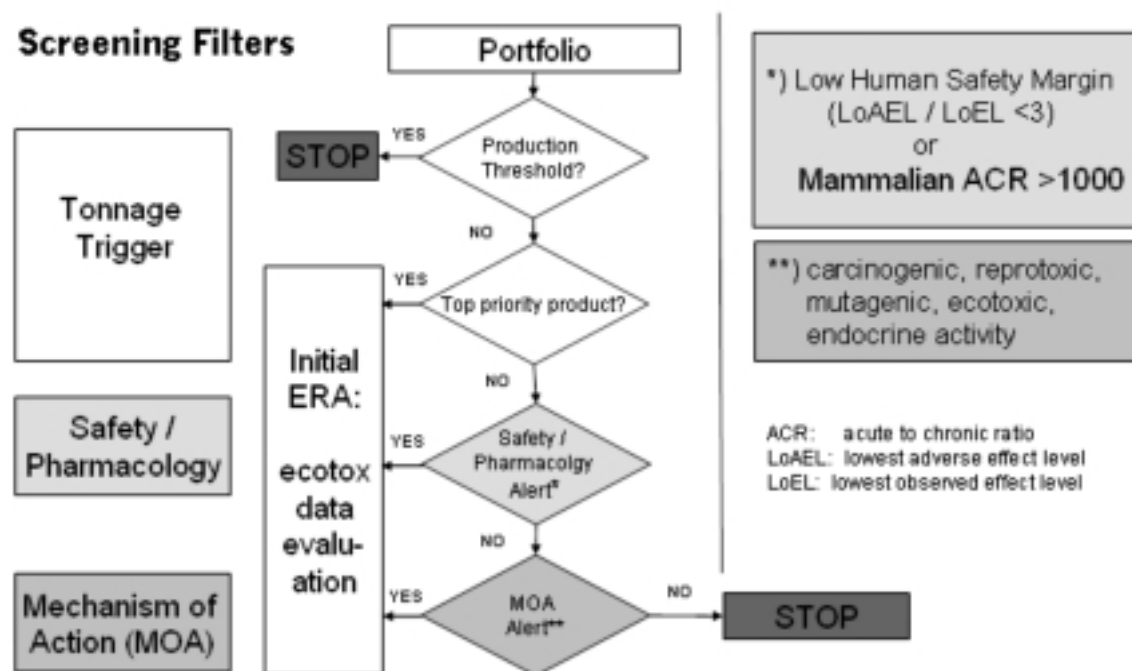 Screening Filters
Portfolio
Production
Threshold?
YES
STOP
NO
Tonnage
Trigger
Top priority product?
YES
NO
Initial
ERA:
ecotox
data
evalu-
ation
Safety /
Pharmacology
Safety /
Pharmacolgy
Alert*
YES
NO
Mechanism of
Action (MOA)
MOA
Alert**
YES
NO
STOP
*) Low Human Safety Margin
(LoAEL / LoEL <3)
or
Mammalian ACR >1000
**) carcinogenic, reprotoxic,
mutagenic, ecotoxic,
endocrine activity
ACR: acute to chronic ratio
LoAEL: lowest adverse effect level
LoEL: lowest observed effect level